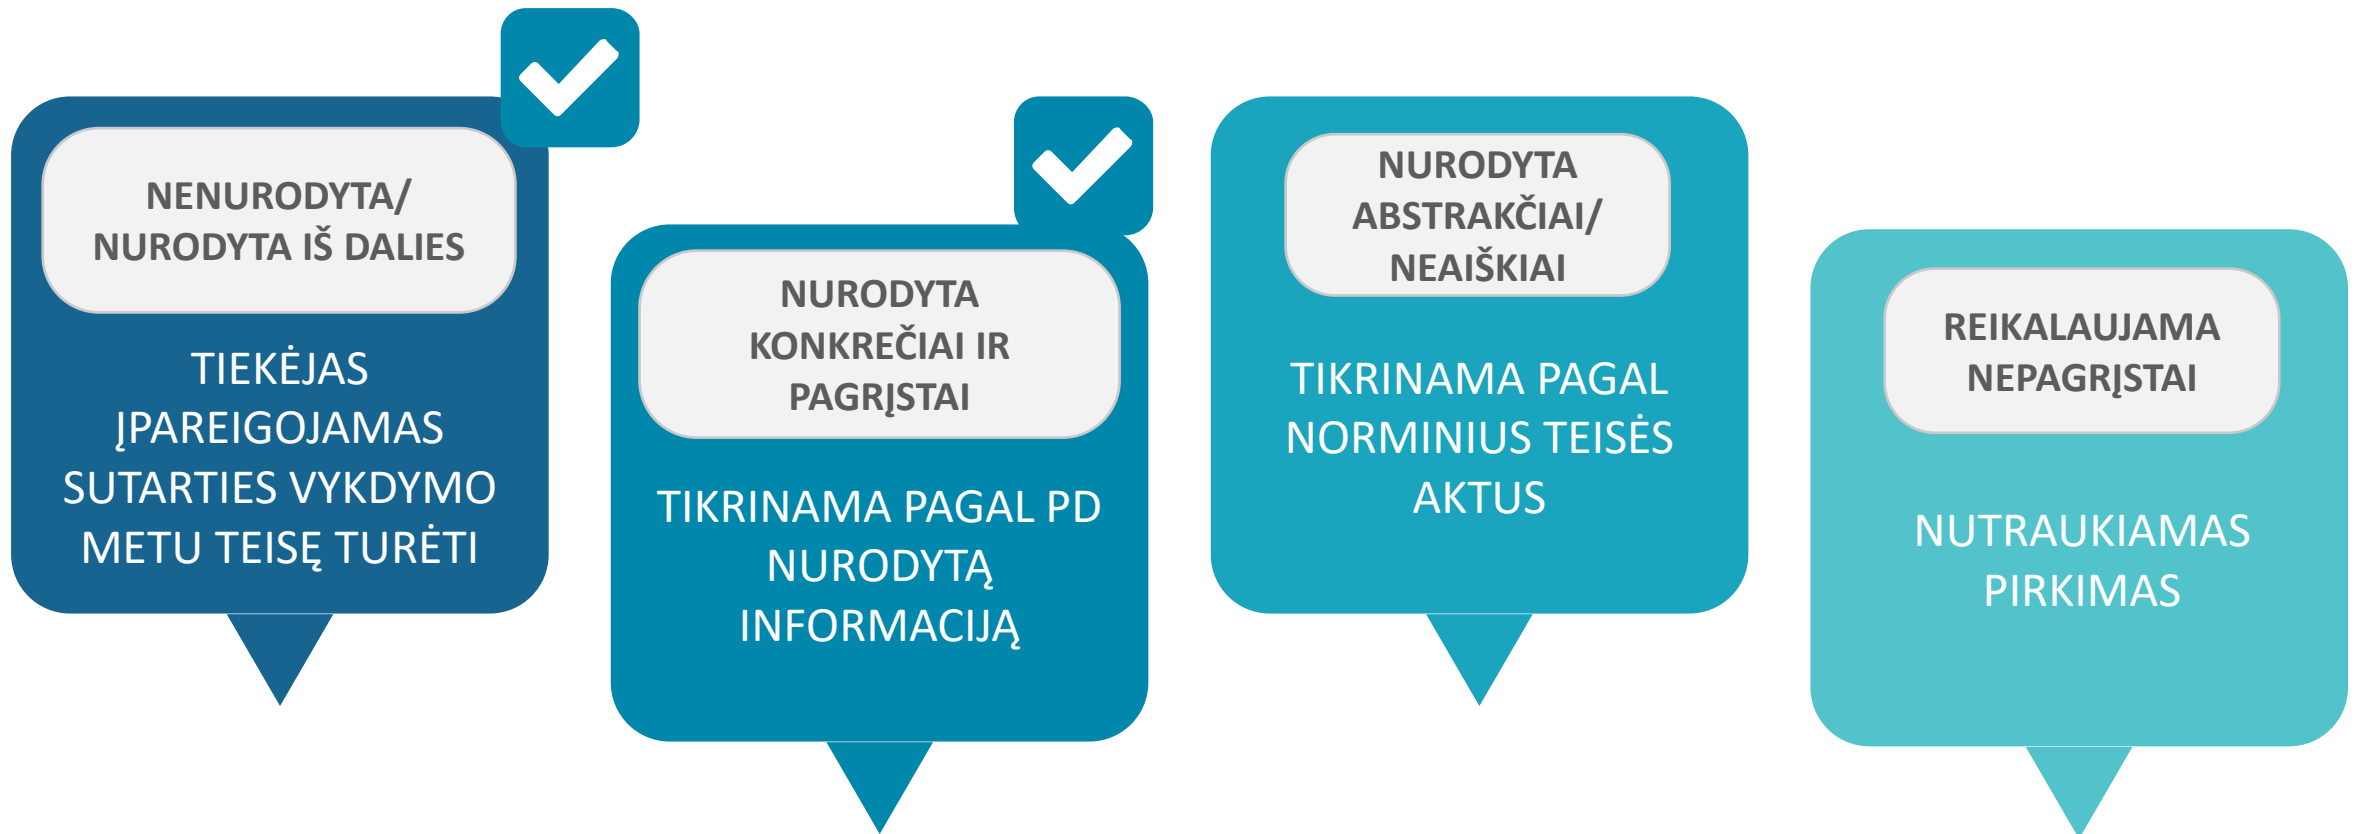 NENURODYTA/
NURODYTA IŠ DALIES
TIEKĖJAS
ĮPAREIGOJAMAS
SUTARTIES VYKDYMO
METU TEISĘ TURĖTI
NURODYTA
KONKREČIAI IR
PAGRĮSTAI
TIKRINAMA PAGAL PD
NURODYTĄ
INFORMACIJĄ
NURODYTA
ABSTRAKČIAI/
NEAIŠKIAI
TIKRINAMA PAGAL
NORMINIUS TEISĖS
AKTUS
REIKALAUJAMA
NEPAGRĮSTAI
NUTRAUKIAMAS
PIRKIMAS